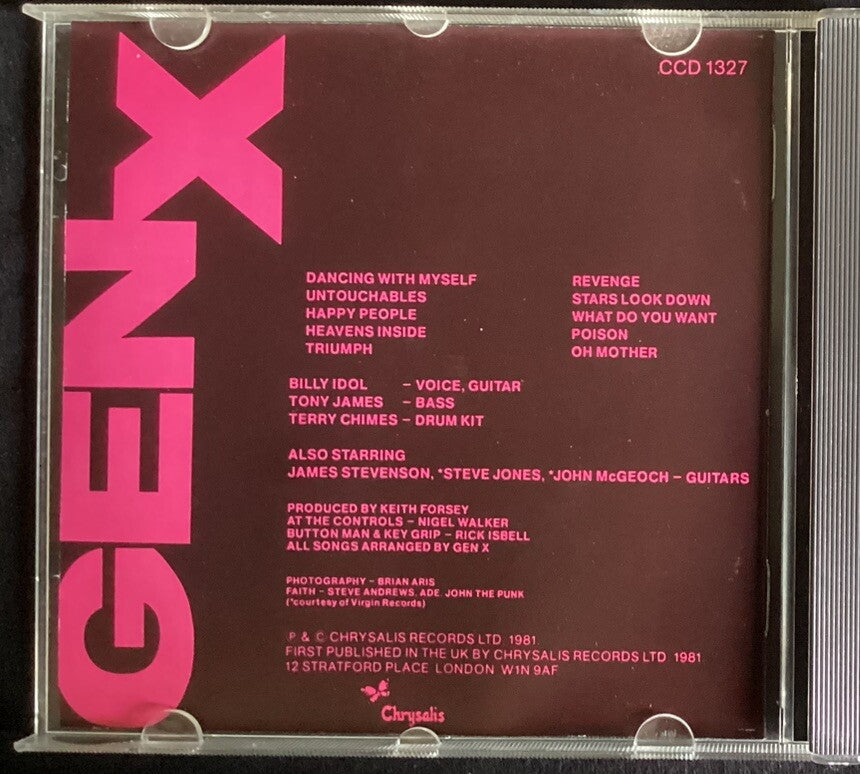 GEN X
CCD 1327
DANCING WITH MYSELF
UNTOUCHABLES
HAPPY PEOPLE
HEAVENS INSIDE
TRIUMPH
REVENGE
STARS LOOK DOWN
WHAT DO YOU WANT
POISON
OH MOTHER
BILLY IDOL – VOICE, GUITAR
TONY JAMES – BASS
TERRY CHIMES – DRUM KIT
ALSO STARRING
JAMES STEVENSON, *STEVE JONES, *JOHN McGEOCH – GUITARS
PRODUCED BY KEITH FORSEY
AT THE CONTROLS – NIGEL WALKER
BUTTON MAN & KEY GRIP – RICK ISBELL
ALL SONGS ARRANGED BY GEN X
PHOTOGRAPHY – BRIAN ARIS
FAITH – STEVE ANDREWS, ADE, JOHN THE PUNK
(*courtesy of Virgin Records)
℗ & © CHRYSALIS RECORDS LTD 1981
FIRST PUBLISHED IN THE UK BY CHRYSALIS RECORDS LTD 1981
12 STRATFORD PLACE LONDON W1N 9AF
Chrysalis